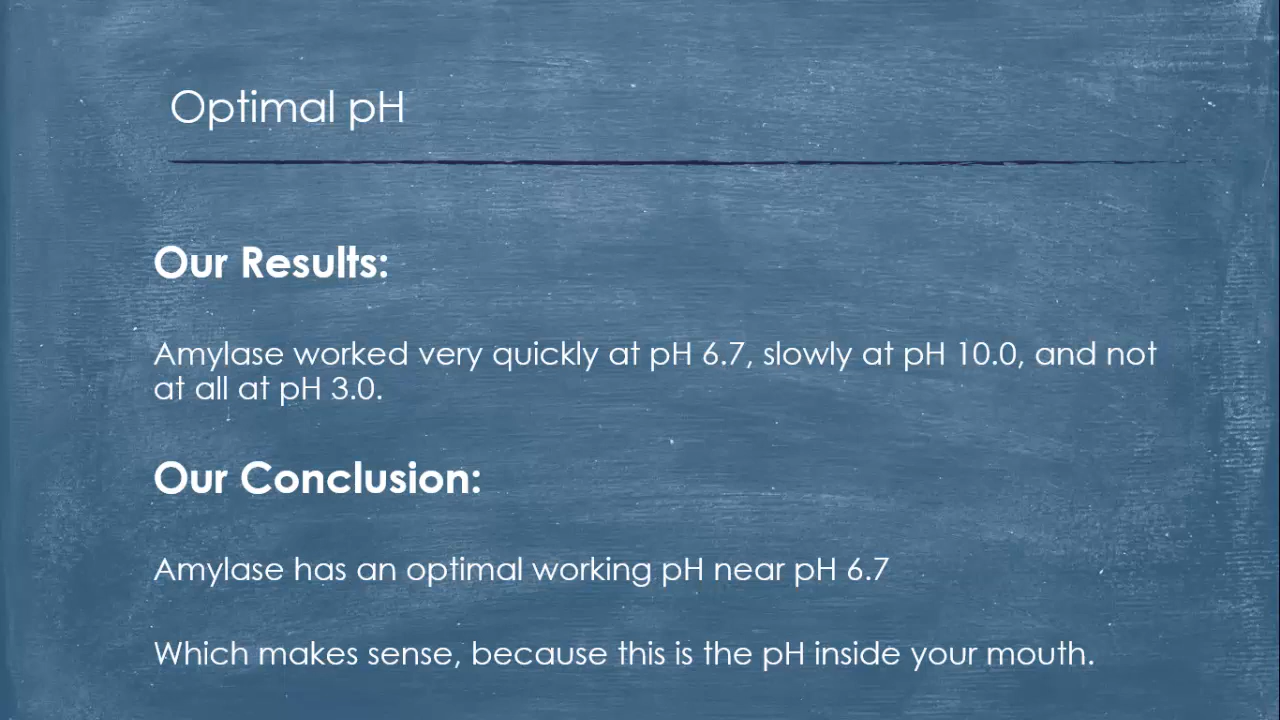 Optimal pH
Our Results:
Amylase worked very quickly at pH 6.7, slowly at pH 10.0, and not
at all at pH 3.0.
Our Conclusion:
Amylase has an optimal working pH near pH 6.7
Which makes sense, because this is the pH inside your mouth.